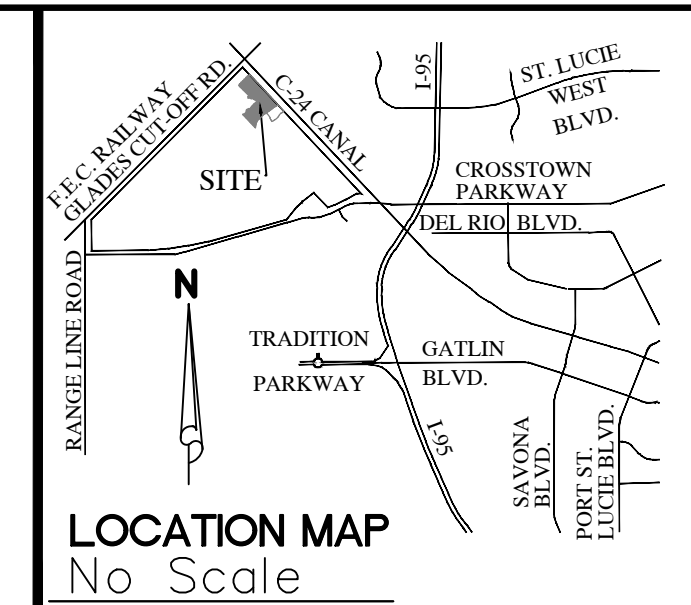 F.E.C. RAILWAY
GLADES CUT-OFF RD.
C-24 CANAL
I-95
ST. LUCIE
WEST
BLVD.
SITE
CROSSTOWN
PARKWAY
DEL RIO BLVD.
RANGE LINE ROAD
N
TRADITION
PARKWAY
GATLIN
BLVD.
I-95
SAVONA
BLVD.
PORT ST.
LUCIE BLVD.
LOCATION MAP
No Scale